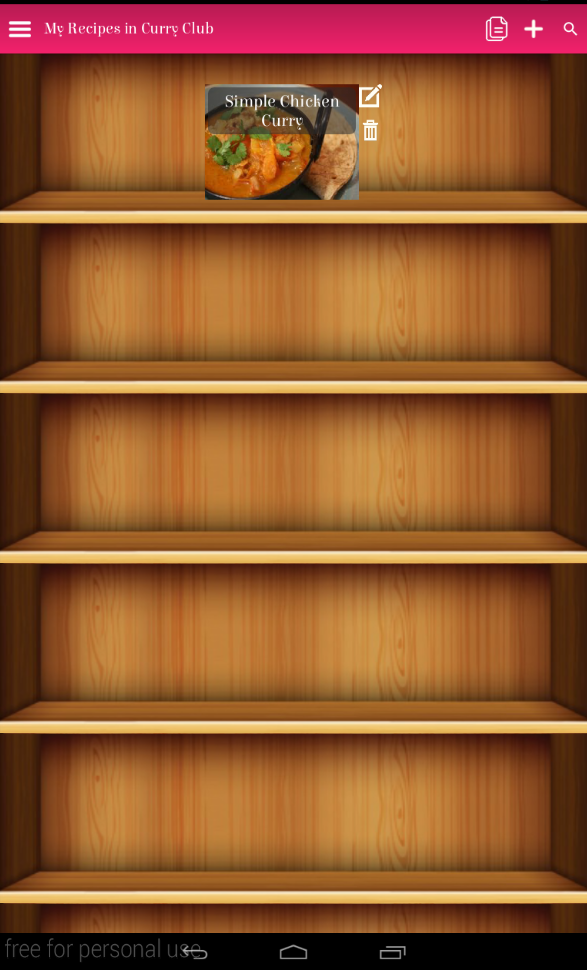 My Recipes in Curry Club
Simple Chicken
Curry
free for personal use